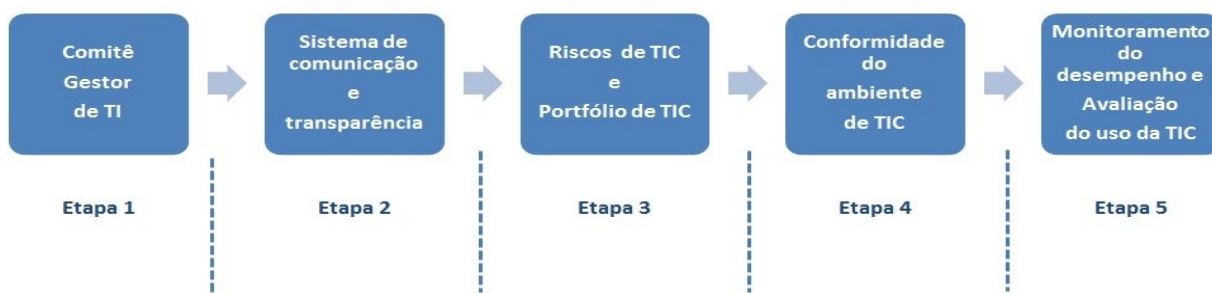 Comitê
Gestor
de TI
Sistema de
comunicação
e
transparência
Riscos de TIC
e
Portfólio de TIC
Conformidade
do
ambiente
de TIC
Monitoramento
do
desempenho e
Avaliação
do uso da TIC
Etapa 1
Etapa 2
Etapa 3
Etapa 4
Etapa 5